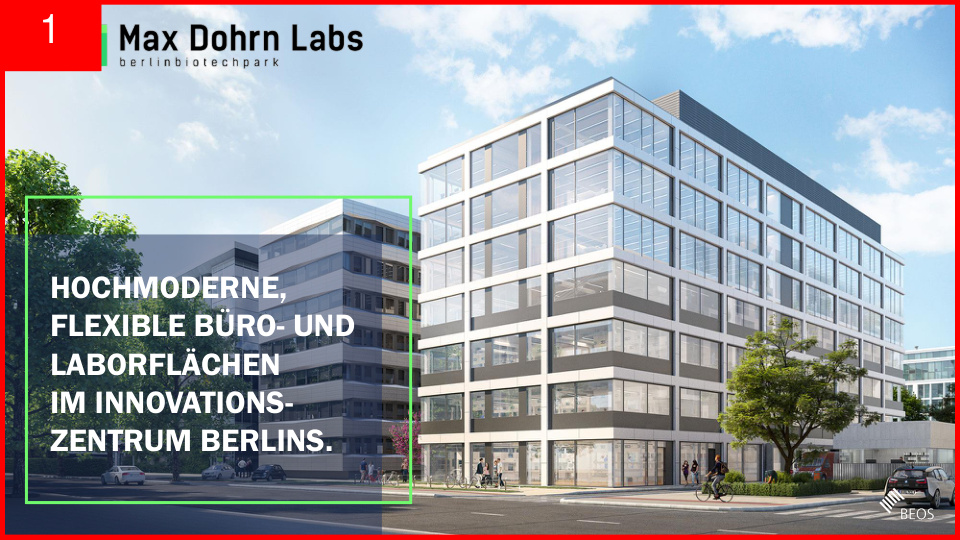 1
Max Dohrn Labs
berlinbiotechpark
HOCHMODERNE,
FLEXIBLE BÜRO- UND
LABORFLÄCHEN
IM INNOVATIONS-
ZENTRUM BERLINS.
BEOS